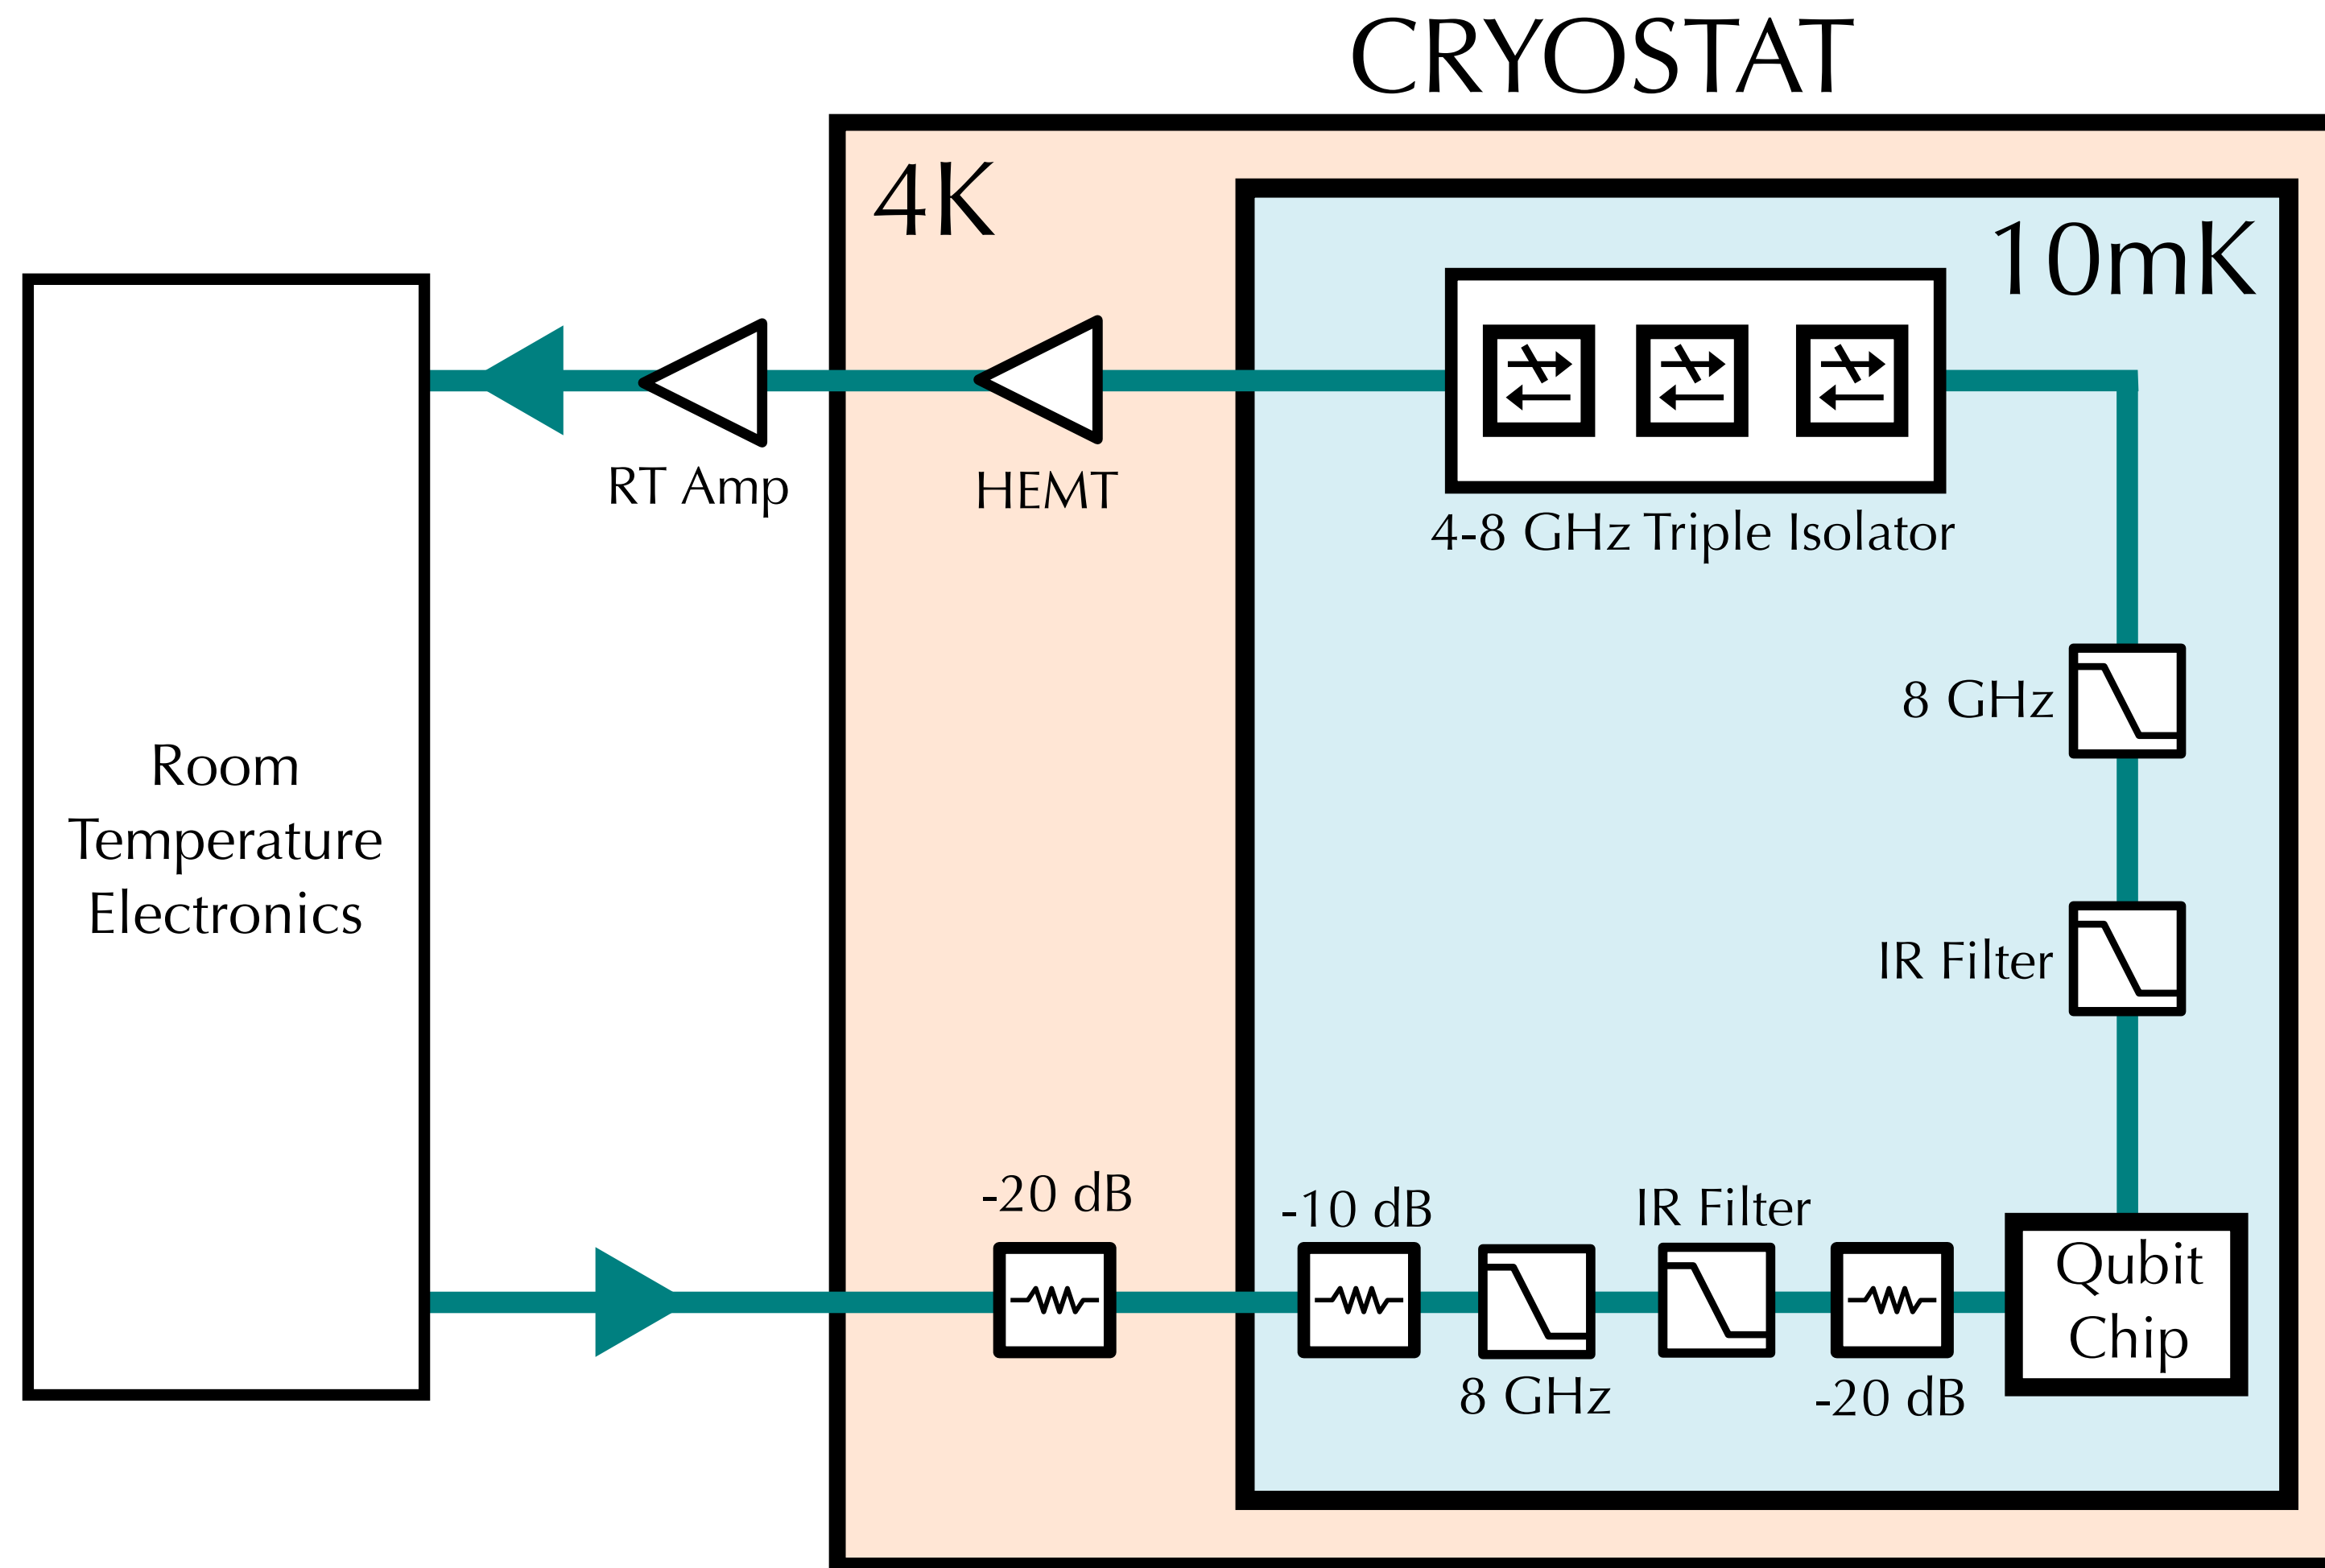 CRYOSTAT
4K
10mK
RT Amp
HEMT
4-8 GHz Triple Isolator
8 GHz
Room
Temperature
Electronics
IR Filter
-20 dB
-10 dB
IR Filter
Qubit
Chip
8 GHz
-20 dB